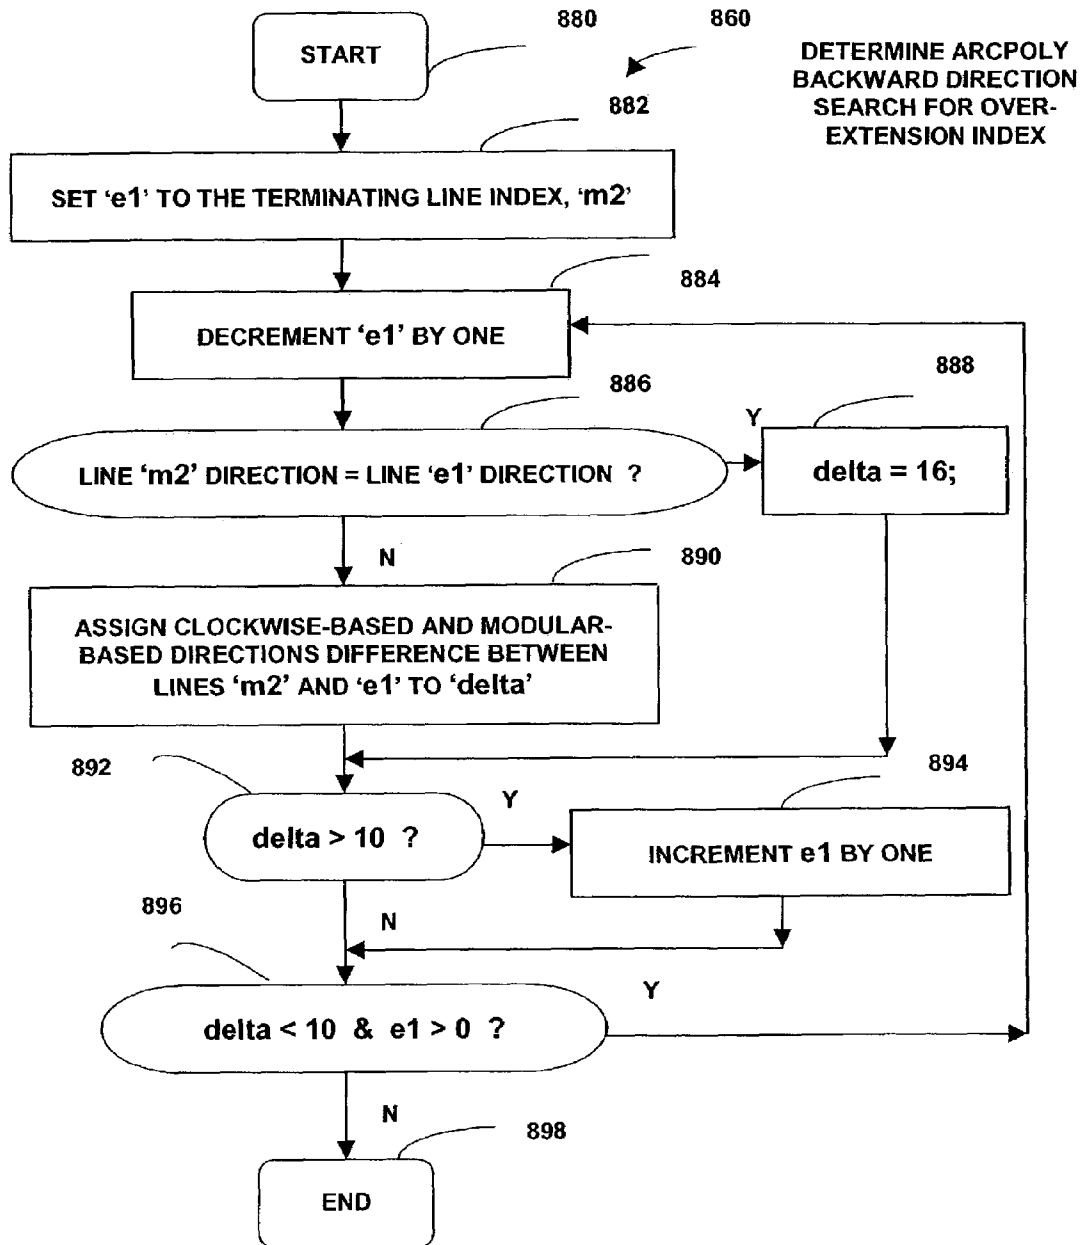 880
860
START
DETERMINE ARCPOLY
BACKWARD DIRECTION
SEARCH FOR OVER-
EXTENSION INDEX
882
SET ‘e1’ TO THE TERMINATING LINE INDEX, ‘m2’
884
DECREMENT ‘e1’ BY ONE
886
888
LINE ‘m2’ DIRECTION = LINE ‘e1’ DIRECTION ?
Y
delta = 16;
N
890
ASSIGN CLOCKWISE-BASED AND MODULAR-
BASED DIRECTIONS DIFFERENCE BETWEEN
LINES ‘m2’ AND ‘e1’ TO ‘delta’
892
894
delta > 10 ?
Y
INCREMENT e1 BY ONE
896
N
delta < 10 & e1 > 0 ?
Y
N
898
END